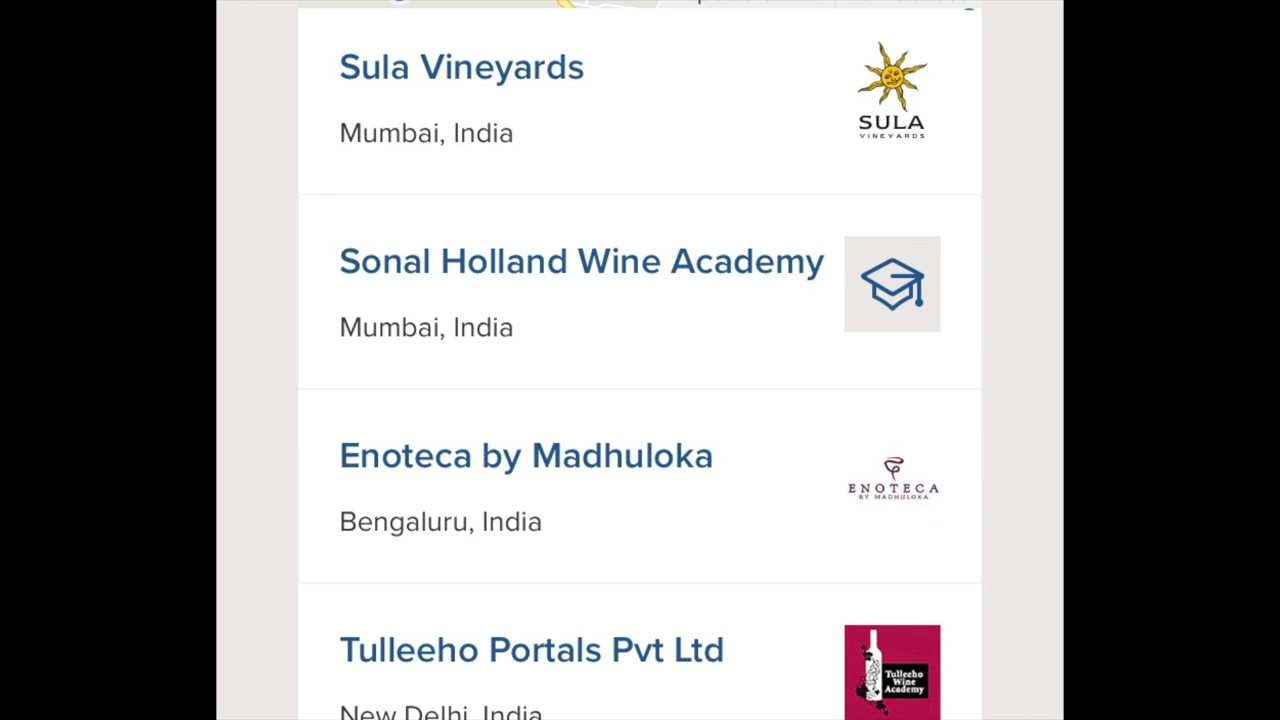 Sula Vineyards
SULA
VINEYARDS
Mumbai, India
Sonal Holland Wine Academy
Mumbai, India
Enoteca by Madhuloka
ENOTECA
BY MADHULOKA
Bengaluru, India
Tulleeho Portals Pvt Ltd
Tulleeho
Wine
Academy
New Delhi, India